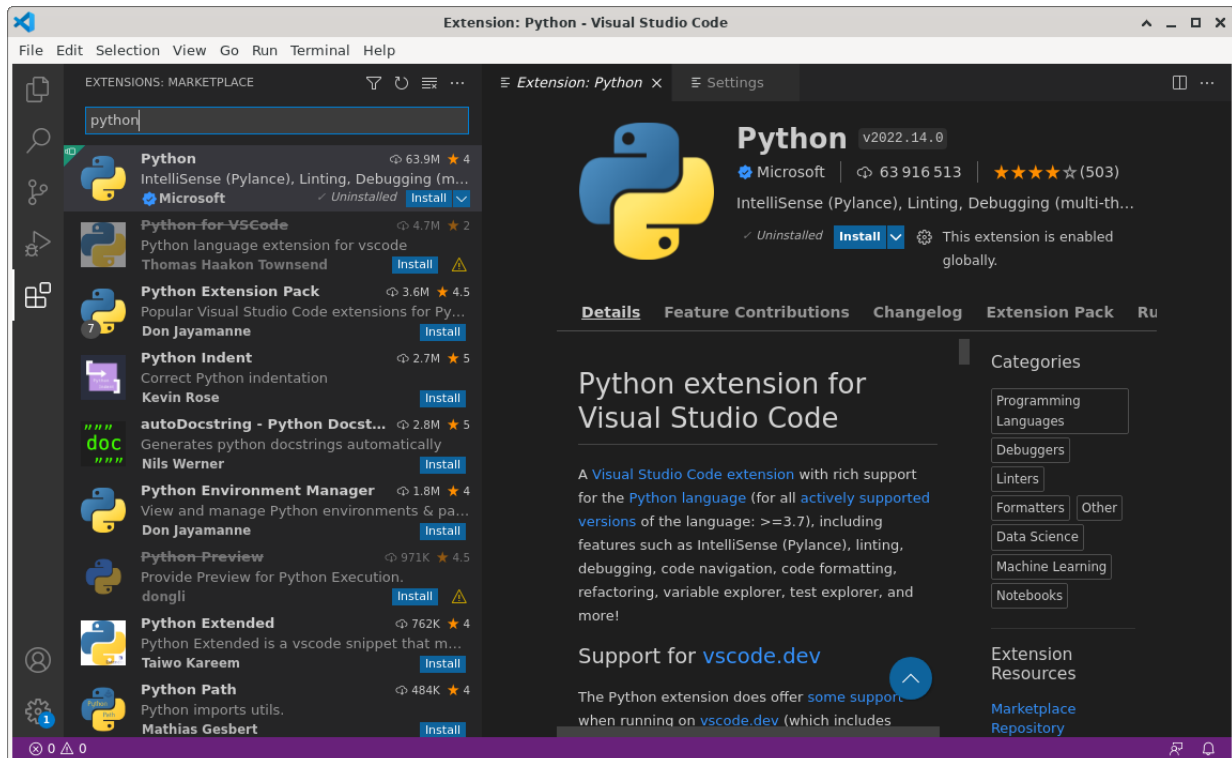 Extension: Python - Visual Studio Code
File Edit Selection View Go Run Terminal Help
EXTENSIONS: MARKETPLACE
python
Python 63.9M 4
IntelliSense (Pylance), Linting, Debugging (m...
Microsoft Uninstalled Install
Python for VSCode 4.7M 2
Python language extension for vscode
Thomas Haakon Townsend Install
Python Extension Pack 3.6M 4.5
Popular Visual Studio Code extensions for Py...
7
Don Jayamanne Install
Python Indent 2.7M 5
Correct Python indentation
Kevin Rose Install
autoDocstring - Python Docst... 2.8M 5
doc
Generates python docstrings automatically
Nils Werner Install
Python Environment Manager 1.8M 4
View and manage Python environments & pa...
Don Jayamanne Install
Python Preview 971K 4.5
Provide Preview for Python Execution.
dongli Install
Python Extended 762K 4
Python Extended is a vscode snippet that m...
Taiwo Kareem Install
Python Path 484K 4
Python imports utils.
Mathias Gesbert Install
1
Extension: Python Settings
Python v2022.14.0
Microsoft 63 916 513 (503)
IntelliSense (Pylance), Linting, Debugging (multi-th...
Uninstalled Install This extension is enabled
globally.
Details Feature Contributions Changelog Extension Pack Ru
Python extension for
Visual Studio Code
A Visual Studio Code extension with rich support
for the Python language (for all actively supported
versions of the language: >=3.7), including
features such as IntelliSense (Pylance), linting,
debugging, code navigation, code formatting,
refactoring, variable explorer, test explorer, and
more!
Support for vscode.dev
The Python extension does offer some support
when running on vscode.dev (which includes
Categories
Programming
Languages
Debuggers
Linters
Formatters Other
Data Science
Machine Learning
Notebooks
Extension
Resources
Marketplace
Repository
0 0